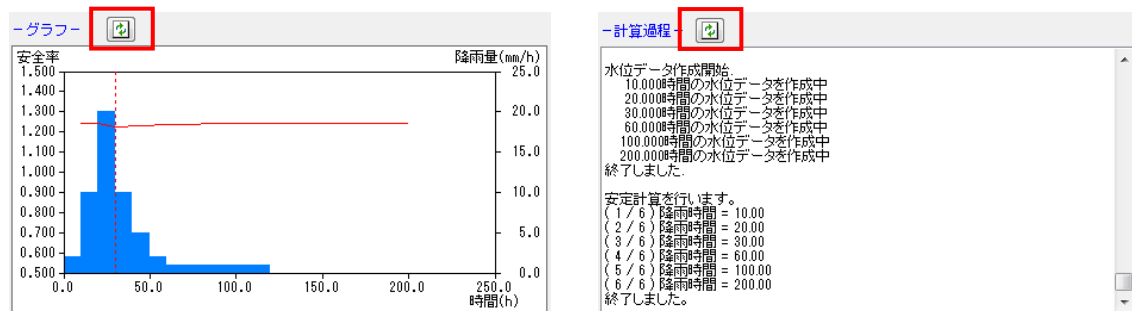 -グラフ-
安全率
降雨量(mm/h)
1.500
1.400
1.300
1.200
1.100
1.000
0.900
0.800
0.700
0.600
0.500
25.0
20.0
15.0
10.0
5.0
0.0
0.0 50.0 100.0 150.0 200.0 250.0
時間(h)
-計算過程-
水位データ作成開始.
10.000時間の水位データを作成中
20.000時間の水位データを作成中
30.000時間の水位データを作成中
60.000時間の水位データを作成中
100.000時間の水位データを作成中
200.000時間の水位データを作成中
終了しました.
安定計算を行います。
( 1 / 6 ) 降雨時間 = 10.00
( 2 / 6 ) 降雨時間 = 20.00
( 3 / 6 ) 降雨時間 = 30.00
( 4 / 6 ) 降雨時間 = 60.00
( 5 / 6 ) 降雨時間 = 100.00
( 6 / 6 ) 降雨時間 = 200.00
終了しました。